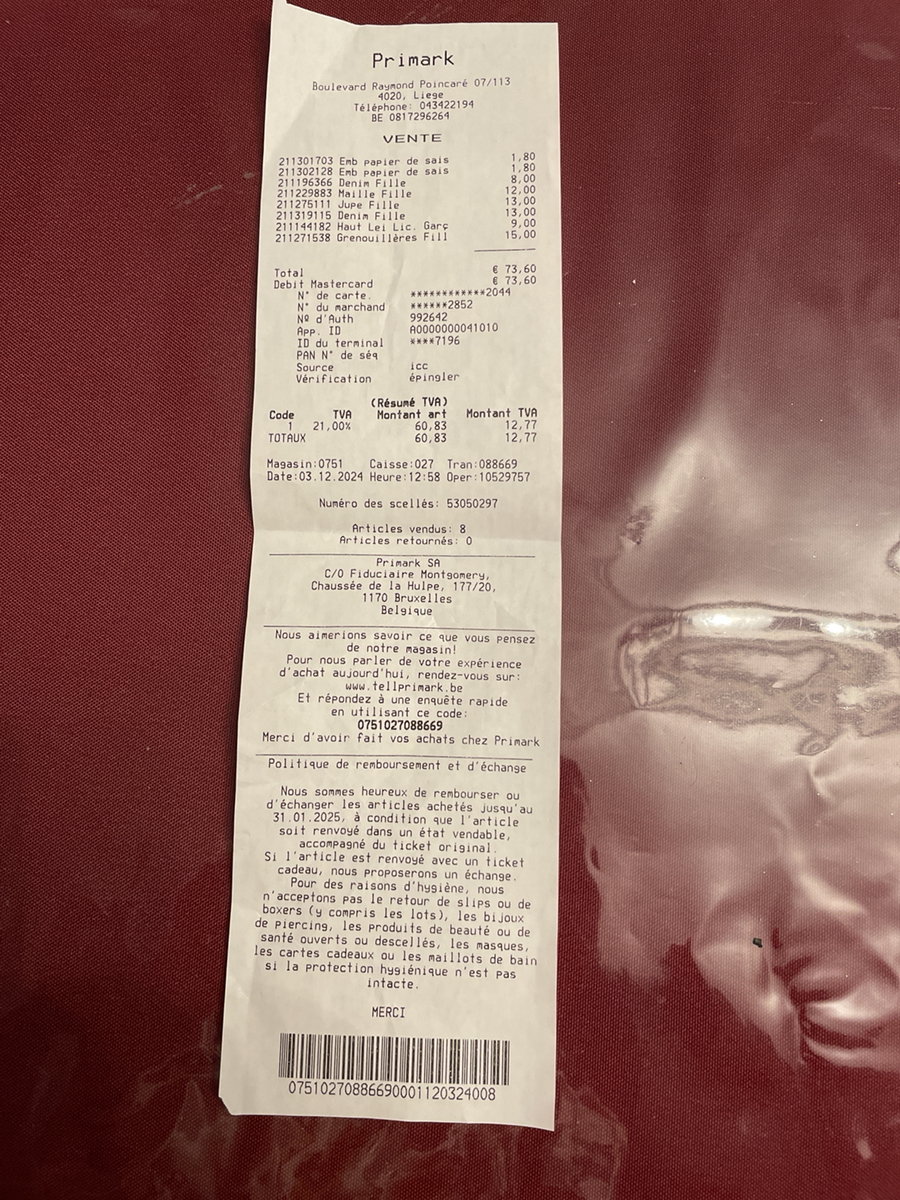 Primark
Boulevard Raymond Poincaré 07/113
4020, Liege
Téléphone: 043422194
BE 0817296264
VENTE
211301703 Emb papier de sais 1,80
211302128 Emb papier de sais 1,80
211196366 Denim Fille 8,00
211229883 Maille Fille 12,00
211275111 Jupe Fille 13,00
211319115 Denim Fille 13,00
211144182 Haut Lei Lic. Garç 9,00
211271538 Grenouillères Fill 15,00
Total € 73,60
Debit Mastercard € 73,60
N° de carte. ************2044
N° du marchand ******2852
Nº d'Auth 992642
App. ID A0000000041010
ID du terminal ****7196
PAN N° de séq
Source icc
Vérification épingler
(Résumé TVA)
Code TVA Montant art Montant TVA
1 21,00% 60,83 12,77
TOTAUX 60,83 12,77
Magasin:0751 Caisse:027 Tran:088669
Date:03.12.2024 Heure:12:58 Oper:10529757
Numéro des scellés: 53050297
Articles vendus: 8
Articles retournés: 0
Primark SA
C/O Fiduciaire Montgomery,
Chaussée de la Hulpe, 177/20,
1170 Bruxelles
Belgique
Nous aimerions savoir ce que vous pensez
de notre magasin!
Pour nous parler de votre expérience
d'achat aujourd'hui, rendez-vous sur:
www.tellprimark.be
Et répondez à une enquête rapide
en utilisant ce code:
0751027088669
Merci d'avoir fait vos achats chez Primark
Politique de remboursement et d'échange
Nous sommes heureux de rembourser ou
d'échanger les articles achetés jusqu'au
31.01.2025, à condition que l'article
soit renvoyé dans un état vendable,
accompagné du ticket original.
Si l'article est renvoyé avec un ticket
cadeau, nous proposerons un échange.
Pour des raisons d'hygiène, nous
n'acceptons pas le retour de slips ou de
boxers (y compris les lots), les bijoux
de piercing, les produits de beauté ou de
santé ouverts ou descellés, les masques,
les cartes cadeaux ou les maillots de bain
si la protection hygiénique n'est pas
intacte.
MERCI
07510270886690001120324008